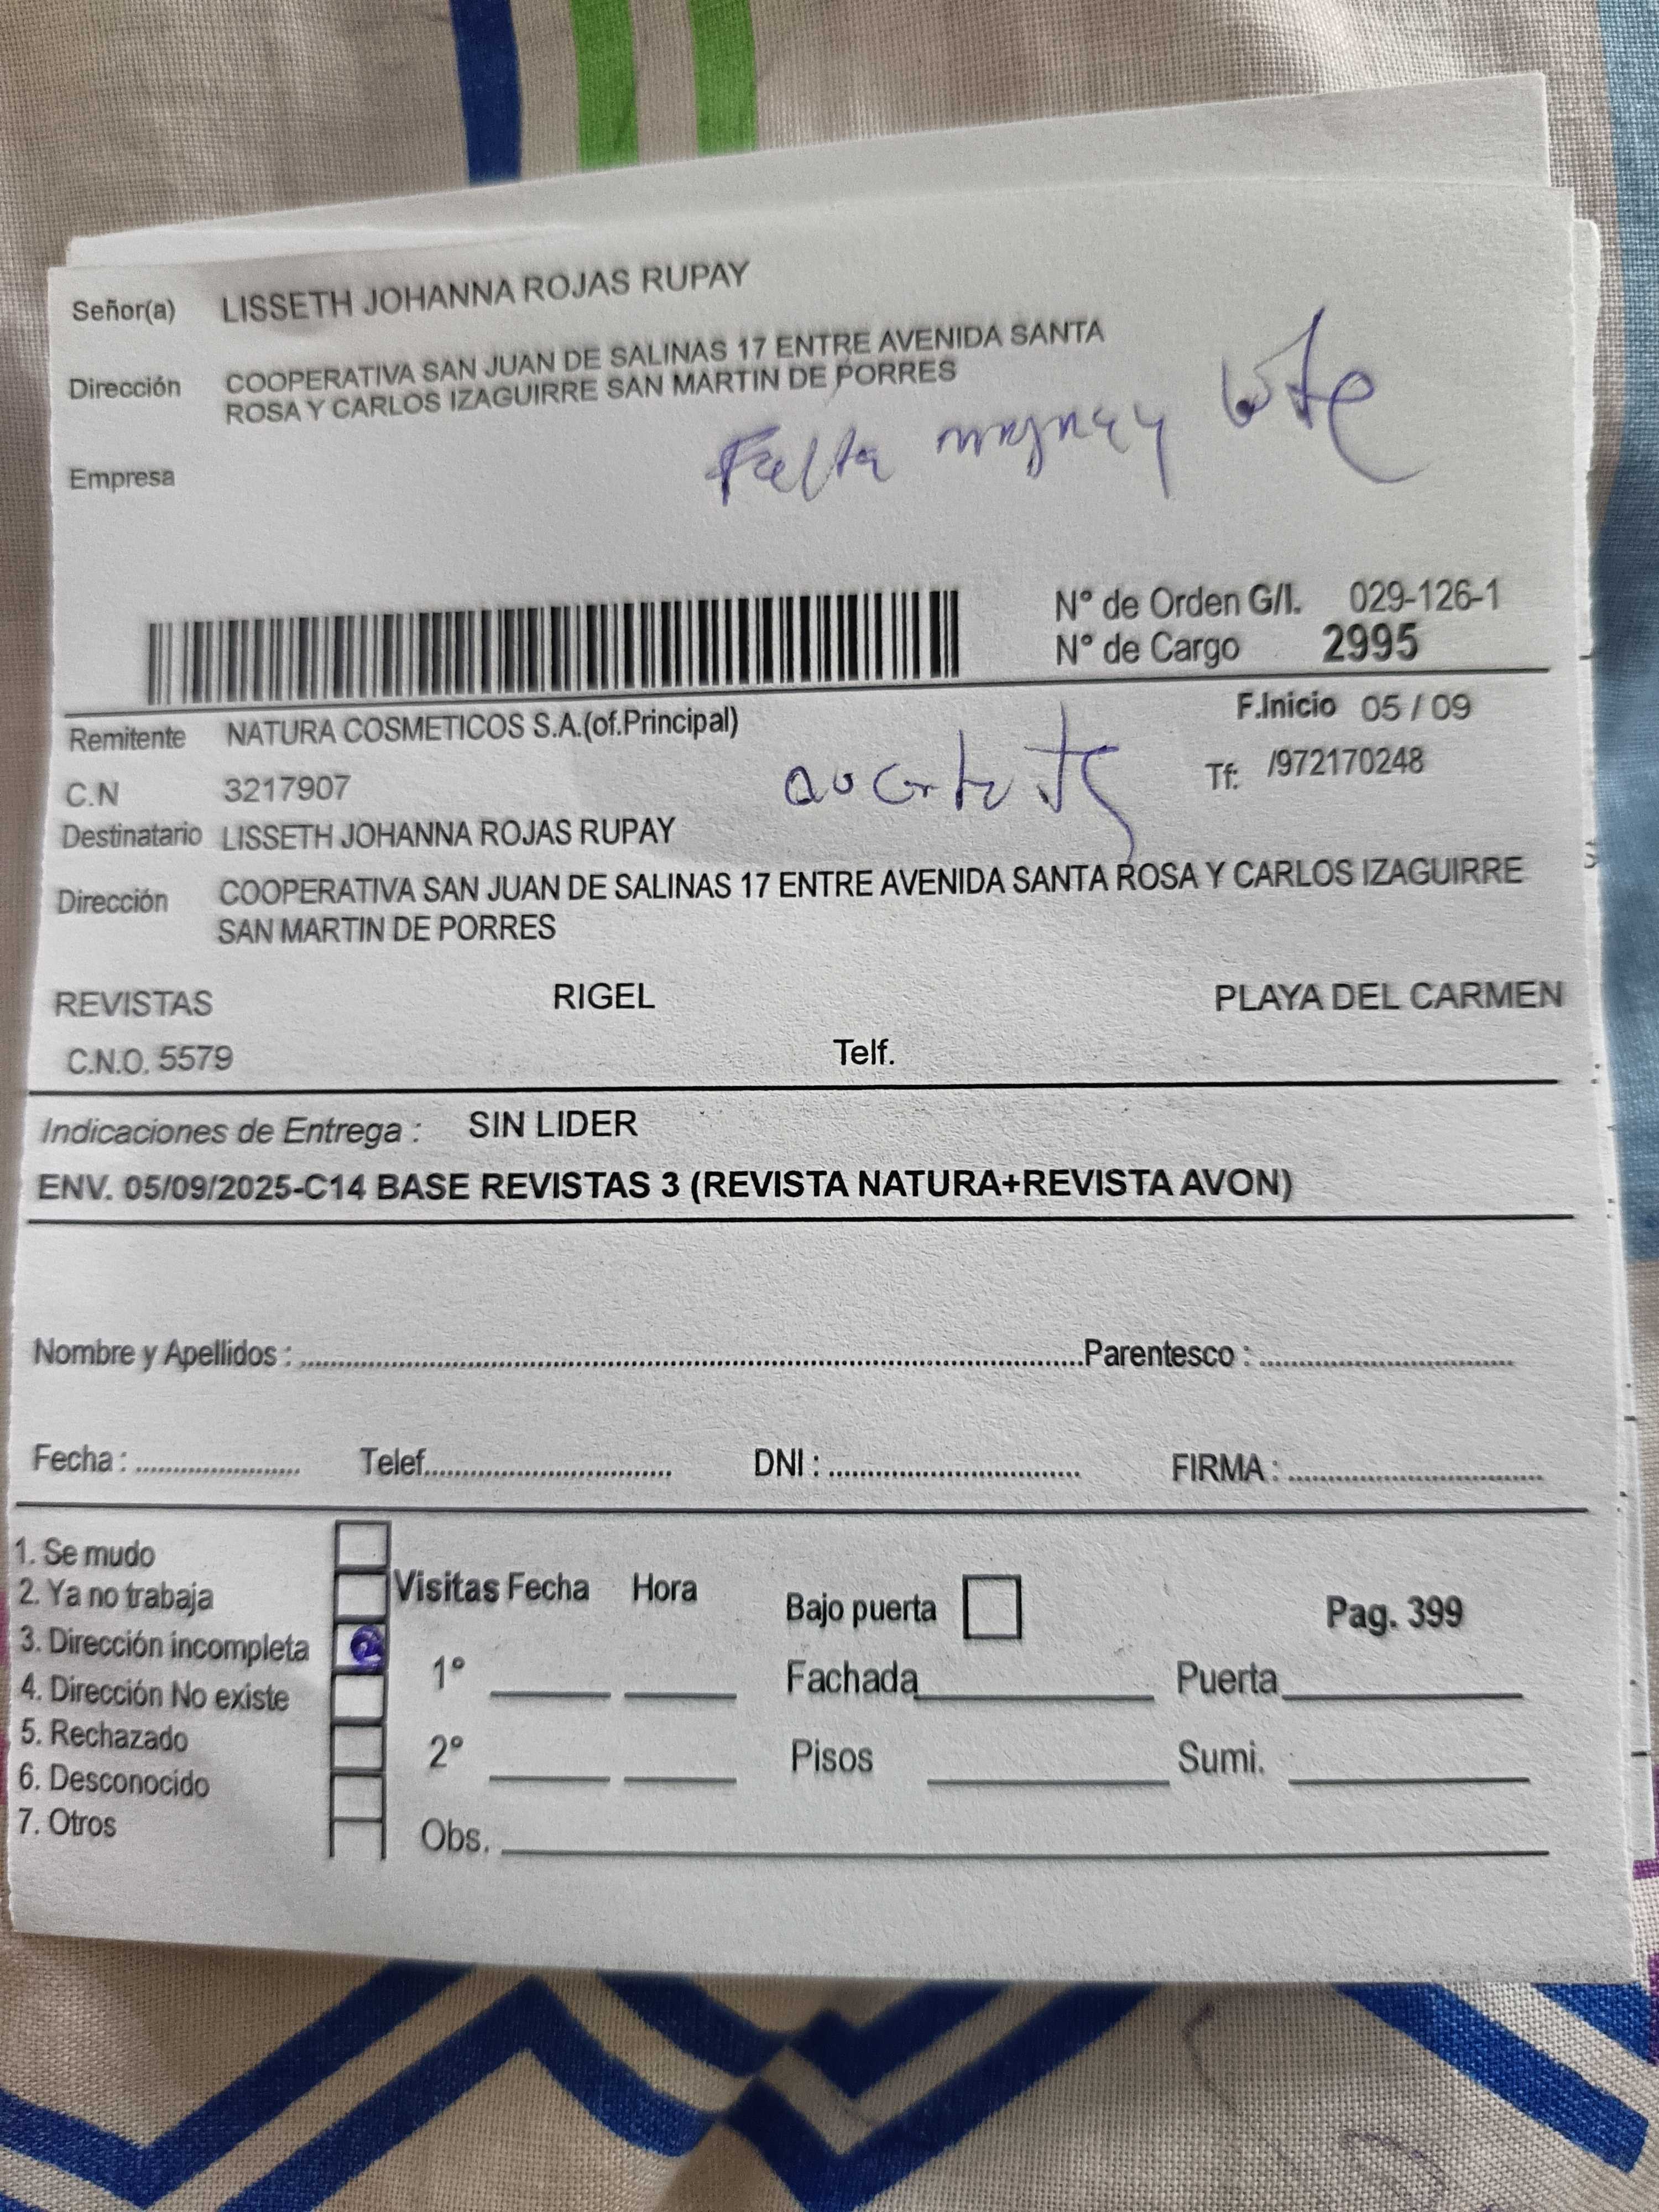 Señor(a) LISSETH JOHANNA ROJAS RUPAY
Dirección COOPERATIVA SAN JUAN DE SALINAS 17 ENTRE AVENIDA SANTA
ROSA Y CARLOS IZAGUIRRE SAN MARTIN DE PORRES
Falta y lote
Empresa
N° de Orden G/I. 029-126-1
N° de Cargo 2995
Remitente NATURA COSMETICOS S.A.(of.Principal) F.Inicio 05 / 09
C.N 3217907 Tf: /972170248
Destinatario LISSETH JOHANNA ROJAS RUPAY
Dirección COOPERATIVA SAN JUAN DE SALINAS 17 ENTRE AVENIDA SANTA ROSA Y CARLOS IZAGUIRRE
SAN MARTIN DE PORRES
REVISTAS RIGEL PLAYA DEL CARMEN
C.N.O. 5579 Telf.
Indicaciones de Entrega : SIN LIDER
ENV. 05/09/2025-C14 BASE REVISTAS 3 (REVISTA NATURA+REVISTA AVON)
Nombre y Apellidos : Parentesco :
Fecha : Telef. DNI : FIRMA :
1. Se mudo
2. Ya no trabaja
3. Dirección incompleta
4. Dirección No existe
5. Rechazado
6. Desconocido
7. Otros
Visitas Fecha Hora
1°
2°
Obs.
Bajo puerta Pag. 399
Fachada Puerta
Pisos Sumi.